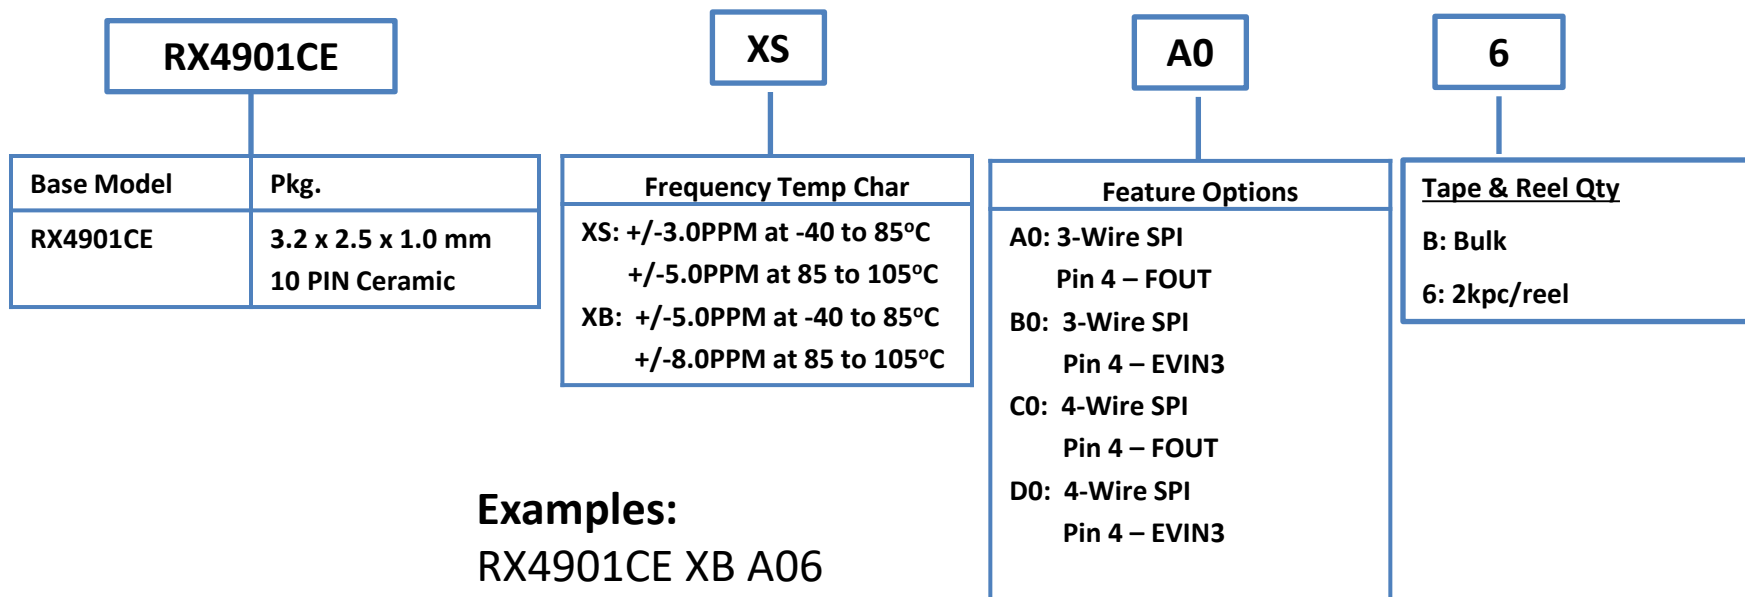 RX4901CE
XS
A0
6
Base Model
Pkg.
RX4901CE
3.2 x 2.5 x 1.0 mm
10 PIN Ceramic
Frequency Temp Char
XS: +/-3.0PPM at -40 to 85ºC
+/-5.0PPM at 85 to 105ºC
XB: +/-5.0PPM at -40 to 85ºC
+/-8.0PPM at 85 to 105ºC
Feature Options
A0: 3-Wire SPI
Pin 4 – FOUT
B0: 3-Wire SPI
Pin 4 – EVIN3
C0: 4-Wire SPI
Pin 4 – FOUT
D0: 4-Wire SPI
Pin 4 – EVIN3
Tape & Reel Qty
B: Bulk
6: 2kpc/reel
Examples:
RX4901CE XB A06